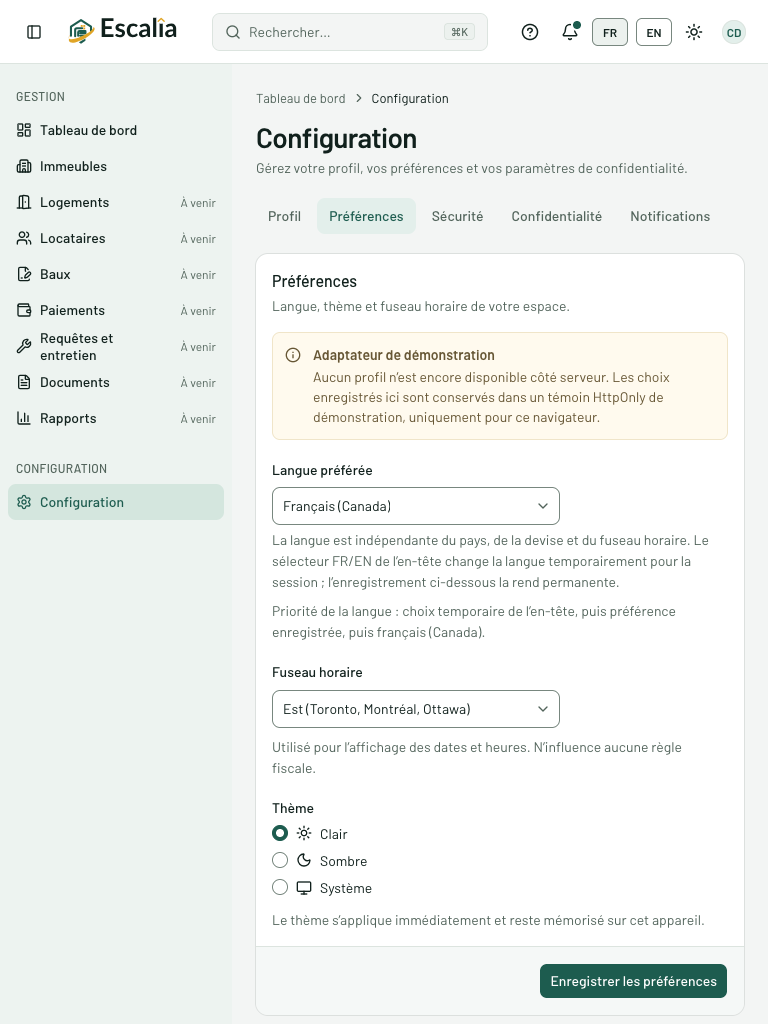 Escalia
Rechercher...
⌘K
FR
EN
CD
GESTION
Tableau de bord
Immeubles
Logements À venir
Locataires À venir
Baux À venir
Paiements À venir
Requêtes et
entretien À venir
Documents À venir
Rapports À venir
CONFIGURATION
Configuration
Tableau de bord > Configuration
Configuration
Gérez votre profil, vos préférences et vos paramètres de confidentialité.
Profil Préférences Sécurité Confidentialité Notifications
Préférences
Langue, thème et fuseau horaire de votre espace.
Adaptateur de démonstration
Aucun profil n’est encore disponible côté serveur. Les choix
enregistrés ici sont conservés dans un témoin HttpOnly de
démonstration, uniquement pour ce navigateur.
Langue préférée
Français (Canada)
La langue est indépendante du pays, de la devise et du fuseau horaire. Le
sélecteur FR/EN de l’en-tête change la langue temporairement pour la
session ; l’enregistrement ci-dessous la rend permanente.
Priorité de la langue : choix temporaire de l’en-tête, puis préférence
enregistrée, puis français (Canada).
Fuseau horaire
Est (Toronto, Montréal, Ottawa)
Utilisé pour l’affichage des dates et heures. N’influence aucune règle
fiscale.
Thème
Clair
Sombre
Système
Le thème s’applique immédiatement et reste mémorisé sur cet appareil.
Enregistrer les préférences